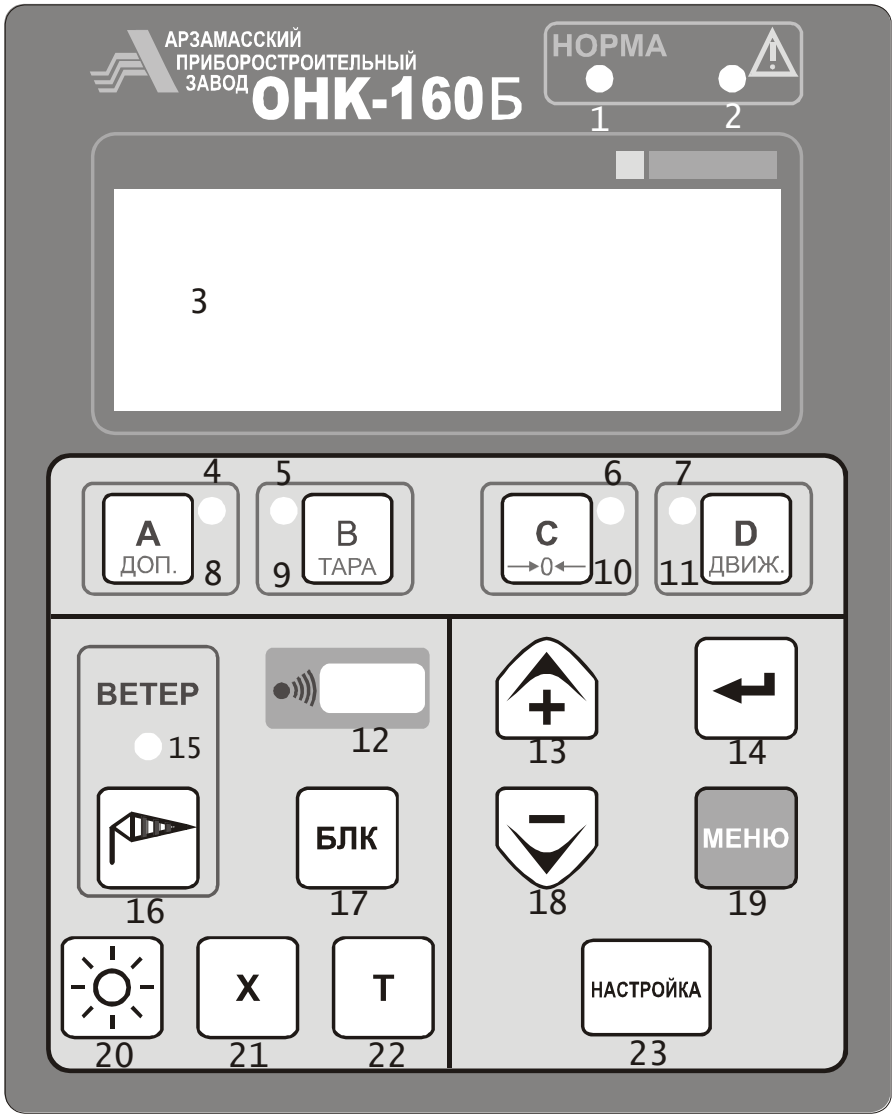 АРЗАМАССКИЙ
ПРИБОРОСТРОИТЕЛЬНЫЙ
ЗАВОД
ОНК-160Б
НОРМА
1 2
3
4 5 6 7
A B C D
ДОП. ТАРА →0← ДВИЖ.
8 9 10 11
ВЕТЕР
15
12
13
14
БЛК
МЕНЮ
16
17
18
19
X T НАСТРОЙКА
20 21 22 23